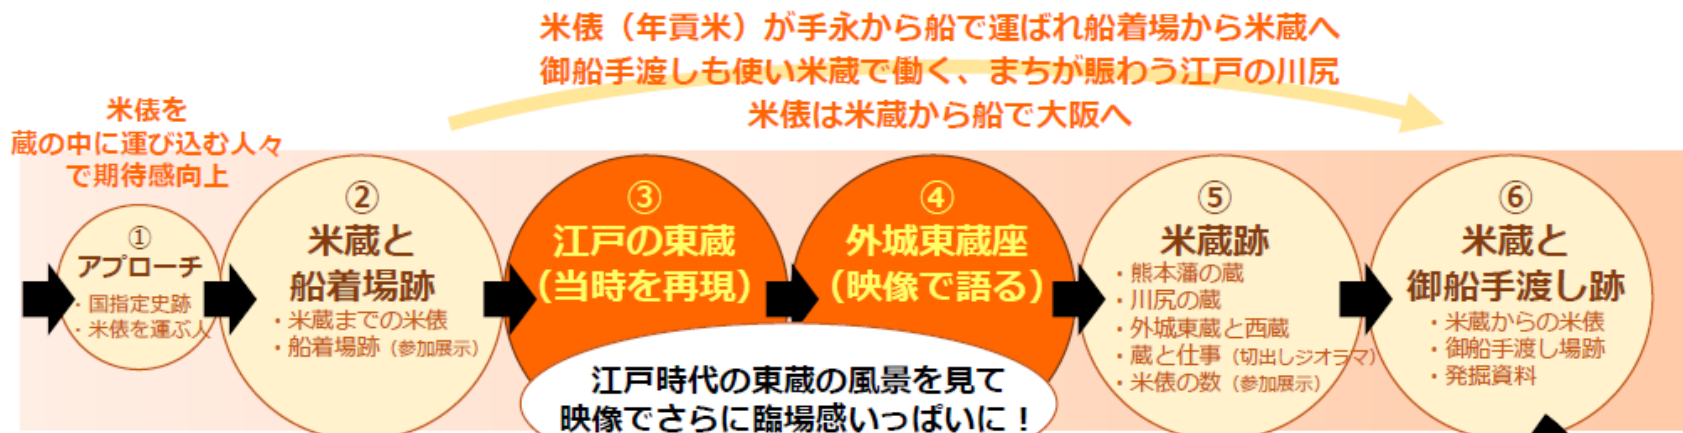 米俵（年貢米）が手永から船で運ばれ船着場から米蔵へ
御船手渡しも使い米蔵で働く、まちが賑わう江戸の川尻
米俵は米蔵から船で大阪へ
米俵を
蔵の中に運び込む人々
で期待感向上
①
アプローチ
・国指定史跡
・米俵を運ぶ人
②
米蔵と
船着場跡
・米蔵までの米俵
・船着場跡（参加展示）
③
江戸の東蔵
（当時を再現）
④
外城東蔵座
（映像で語る）
江戸時代の東蔵の風景を見て
映像でさらに臨場感いっぱいに！
⑤
米蔵跡
・熊本藩の蔵
・川尻の蔵
・外城東蔵と西蔵
・蔵と仕事（切出しジオラマ）
・米俵の数（参加展示）
⑥
米蔵と
御船手渡し跡
・米蔵からの米俵
・御船手渡し場跡
・発掘資料